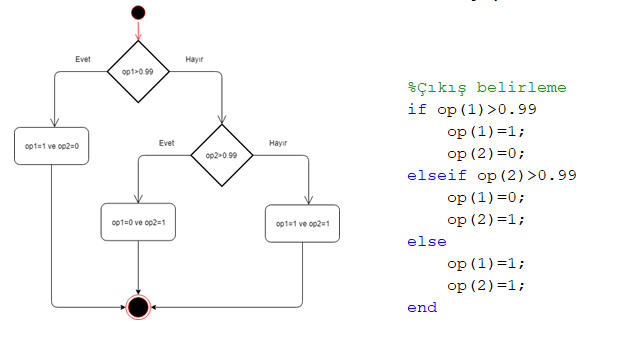 Evet
Hayır
op1>0.99
op1=1 ve op2=0
Evet
Hayır
op2>0.99
op1=0 ve op2=1
op1=1 ve op2=1
%Çıkış belirleme
if op(1)>0.99
op(1)=1;
op(2)=0;
elseif op(2)>0.99
op(1)=0;
op(2)=1;
else
op(1)=1;
op(2)=1;
end